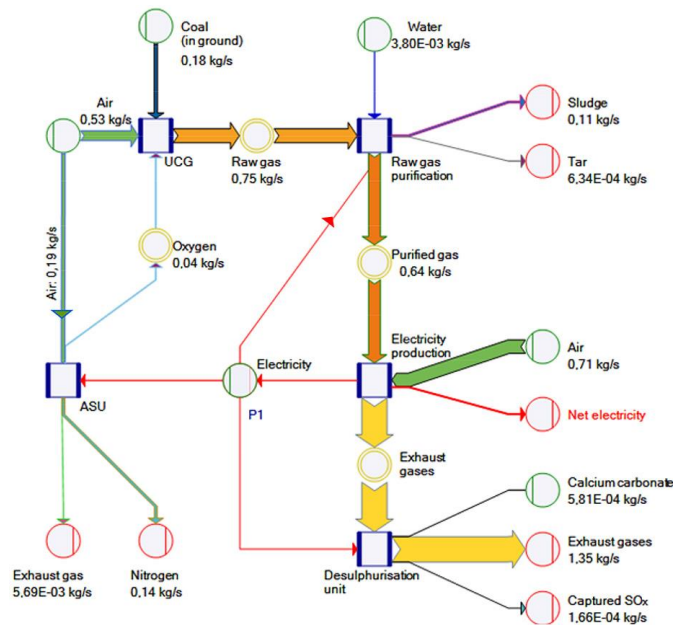 Coal
(in ground)
0,18 kg/s
Water
3,80E-03 kg/s
Air
0,53 kg/s
UCG
Raw gas
0,75 kg/s
Raw gas
purification
Sludge
0,11 kg/s
Tar
6,34E-04 kg/s
Air: 0,19 kg/s
Oxygen
0,04 kg/s
Purified gas
0,64 kg/s
Electricity
production
Air
0,71 kg/s
Electricity
P1
ASU
Net electricity
Exhaust
gases
Calcium carbonate
5,81E-04 kg/s
Exhaust gas
5,69E-03 kg/s
Nitrogen
0,14 kg/s
Desulphurisation
unit
Exhaust gases
1,35 kg/s
Captured SOx
1,66E-04 kg/s